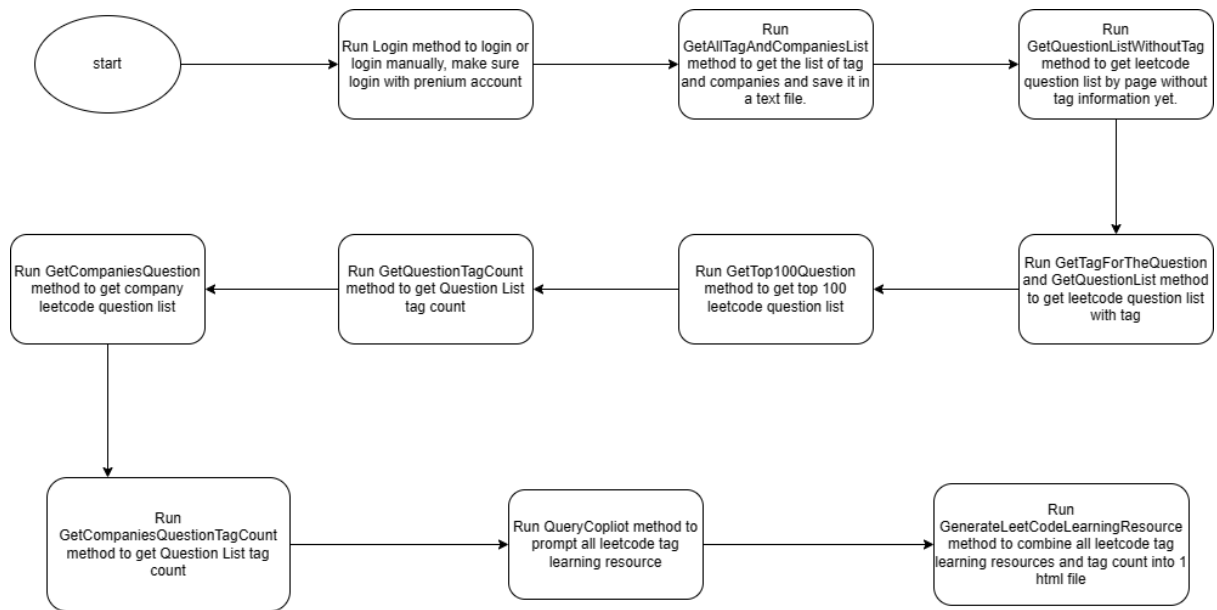 start
Run Login method to login or
login manually, make sure
login with prenium account
Run
GetAllTagAndCompaniesList
method to get the list of tag
and companies and save it in
a text file.
Run
GetQuestionListWithoutTag
method to get leetcode
question list by page without
tag information yet.
Run GetTagForTheQuestion
and GetQuestionList method
to get leetcode question list
with tag
Run GetTop100Question
method to get top 100
leetcode question list
Run GetQuestionTagCount
method to get Question List
tag count
Run GetCompaniesQuestion
method to get company
leetcode question list
Run
GetCompaniesQuestionTagCount
method to get Question List tag
count
Run QueryCopliot method to
prompt all leetcode tag
learning resource
Run
GenerateLeetCodeLearningResource
method to combine all leetcode tag
learning resources and tag count into 1
html file